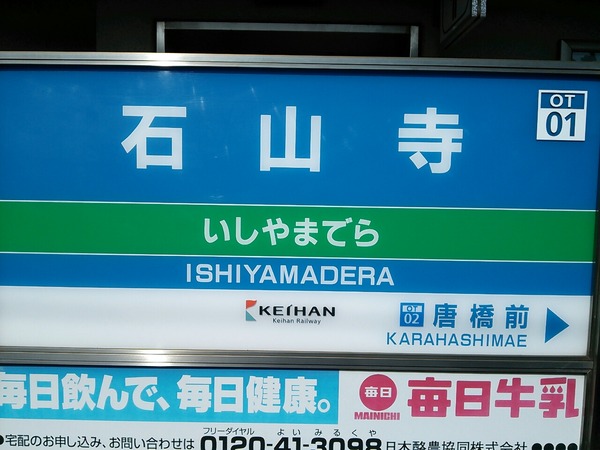 OT
01
石山寺
いしやまでら
ISHIYAMADERA
KEIHAN
Keihan Railway
OT
02
唐橋前
KARAHASHIMAE
毎日飲んで、毎日健康。
毎日
MAINICHI
毎日牛乳
フリーダイヤル よいみるくや
●宅配のお申し込み、お問い合わせは 0120-41-3098 日本酪農協同株式会社